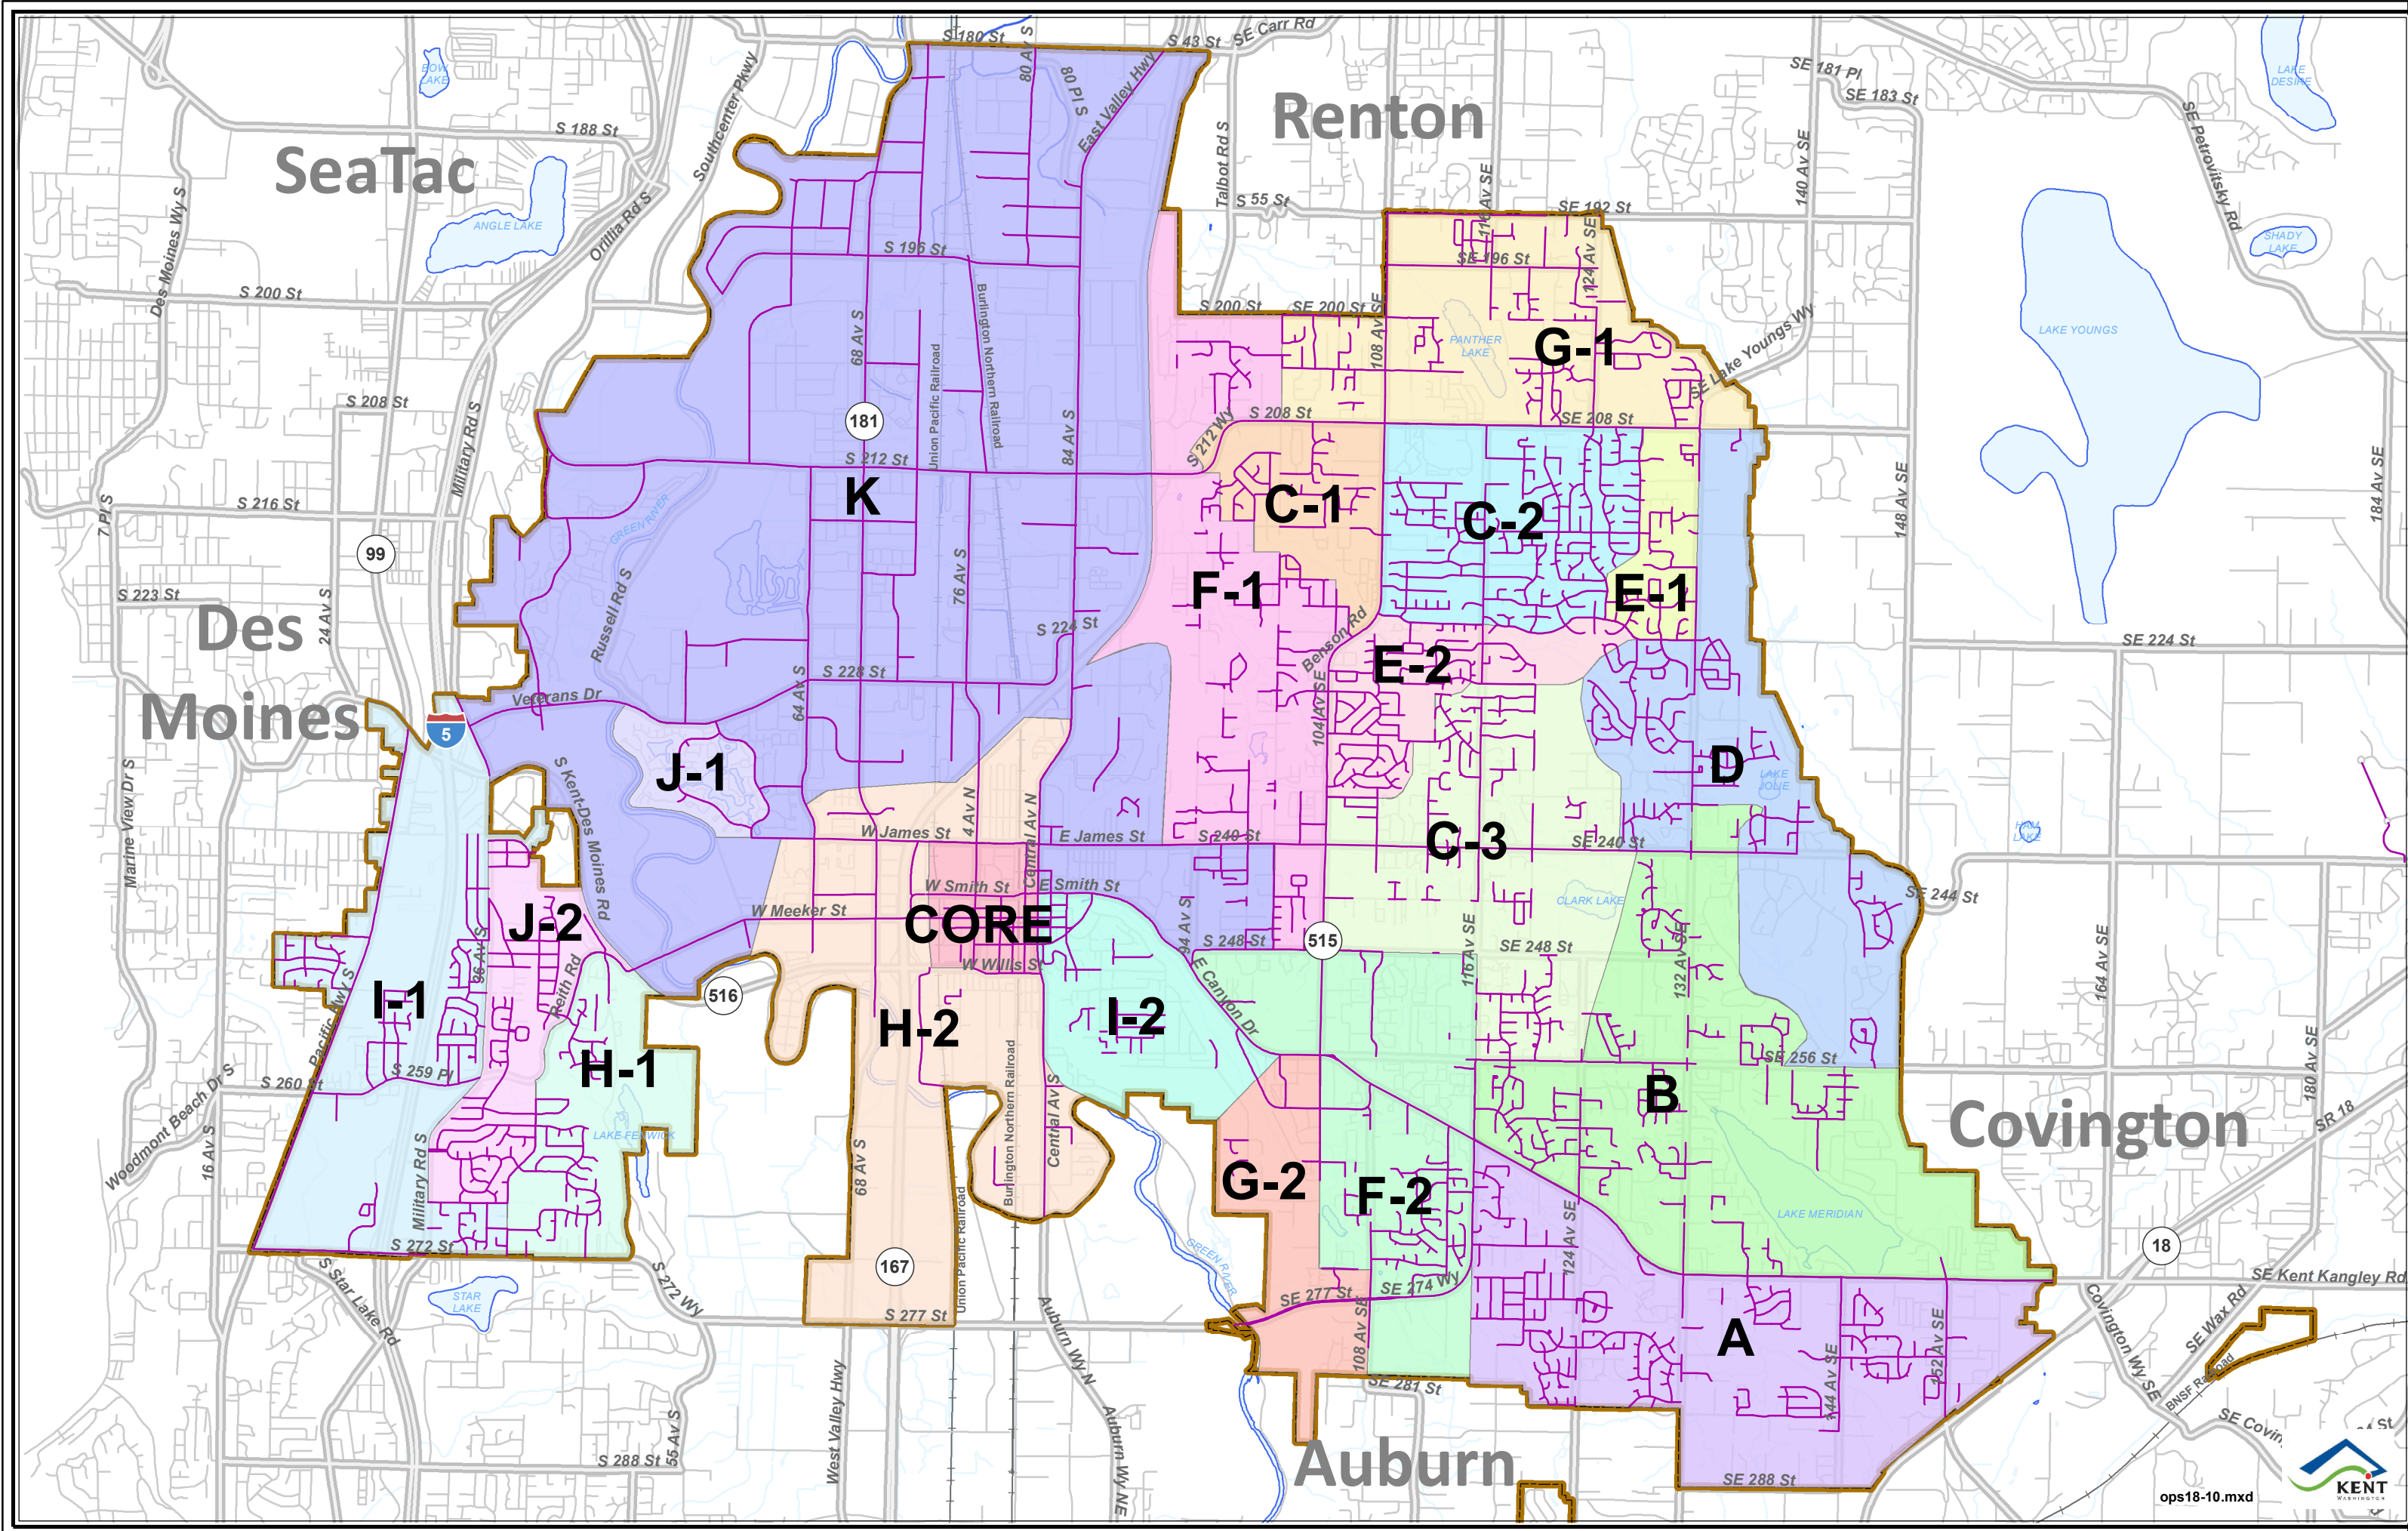 S 180 St
80 Av S
S 43 St
SE Carr Rd
BOW
LAKE
Southcenter Pkwy
80 Pl S
East Valley Hwy
SE 181 Pl
SE 183 St
LAKE
DESIRE
Renton
SeaTac
S 188 St
Des Moines Wy S
ANGLE LAKE
Orillia Rd S
Talbot Rd S
S 55 St
116 Av SE
SE 192 St
124 Av SE
140 Av SE
SE Petrovitsky Rd
SHADY
LAKE
S 196 St
SE 196 St
S 200 St
S 200 St
SE 200 St
108 Av SE
PANTHER
LAKE
G-1
SE Lake Youngs Wy
LAKE YOUNGS
68 Av S
Union Pacific Railroad
Burlington Northern Railroad
S 208 St
Military Rd S
181
84 Av S
S 212 Wy
S 208 St
SE 208 St
S 212 St
K
C-1
C-2
148 Av SE
184 Av SE
7 Pl S
S 216 St
GREEN RIVER
99
76 Av S
F-1
E-1
S 223 St
24 Av S
Des
Moines
Russell Rd S
S 224 St
Benson Rd
E-2
SE 224 St
Veterans Dr
64 Av S
S 228 St
104 Av SE
5
J-1
D
LAKE
JOLIE
Marine View Dr S
S Kent-Des Moines Rd
W James St
4 Av N
Central Av N
E James St
S 240 St
C-3
SE 240 St
HAM
LAKE
W Smith St
E Smith St
CLARK LAKE
SE 244 St
W Meeker St
CORE
94 Av S
S 248 St
515
116 Av SE
SE 248 St
132 Av SE
164 Av SE
J-2
36 Av S
Reith Rd
W Willis St
E Canyon Dr
516
I-1
Pacific Hwy S
H-2
I-2
H-1
S 259 Pl
S 260 St
Woodmont Beach Dr S
16 Av S
Military Rd S
LAKE FENWICK
68 Av S
Burlington Northern Railroad
Central Av S
SE 256 St
B
180 Av SE
SR 18
Covington
G-2
F-2
LAKE MERIDIAN
124 Av SE
S 272 St
S Star Lake Rd
STAR
LAKE
S 272 Wy
167
Union Pacific Railroad
S 277 St
Auburn Wy N
GREEN RIVER
SE 277 St
SE 274 Wy
108 Av SE
A
144 Av SE
152 Av SE
18
SE Kent Kangley Rd
Covington Wy SE
SE Wax Rd
West Valley Hwy
55 Av S
S 288 St
Auburn Wy NE
SE 281 St
Auburn
SE 288 St
KENT
WASHINGTON
ops18-10.mxd